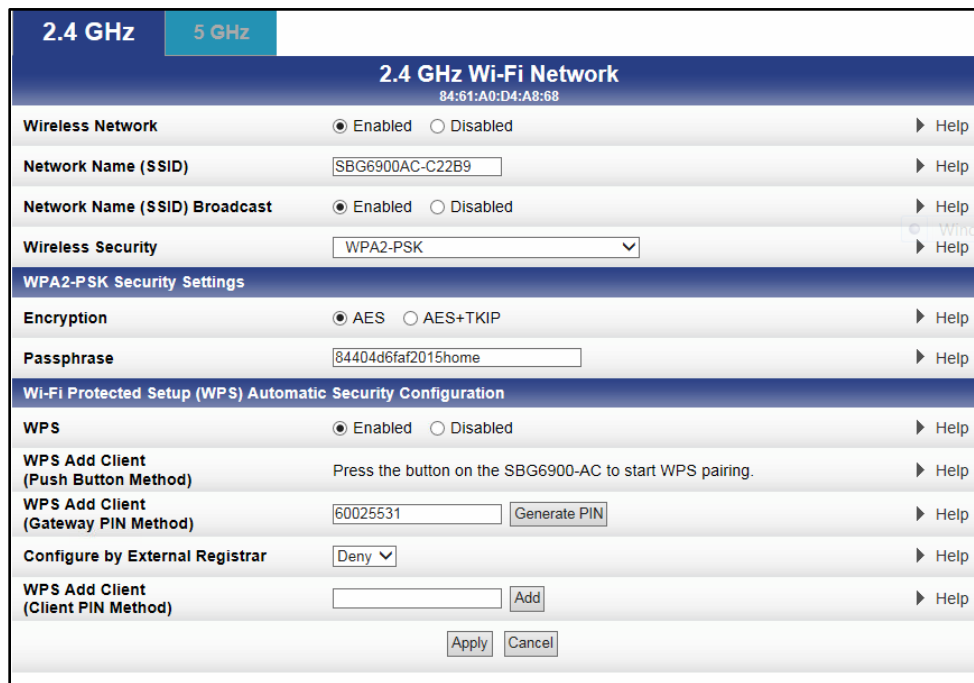 2.4 GHz 5 GHz
2.4 GHz Wi-Fi Network
84:61:A0:D4:A8:68
Wireless Network Enabled Disabled Help
Network Name (SSID) SBG6900AC-C22B9 Help
Network Name (SSID) Broadcast Enabled Disabled Help
Wireless Security WPA2-PSK Help
WPA2-PSK Security Settings
Encryption AES AES+TKIP Help
Passphrase 84404d6faf2015home Help
Wi-Fi Protected Setup (WPS) Automatic Security Configuration
WPS Enabled Disabled Help
WPS Add Client
(Push Button Method) Press the button on the SBG6900-AC to start WPS pairing. Help
WPS Add Client
(Gateway PIN Method) 60025531 Generate PIN Help
Configure by External Registrar Deny Help
WPS Add Client
(Client PIN Method) Add Help
Apply Cancel